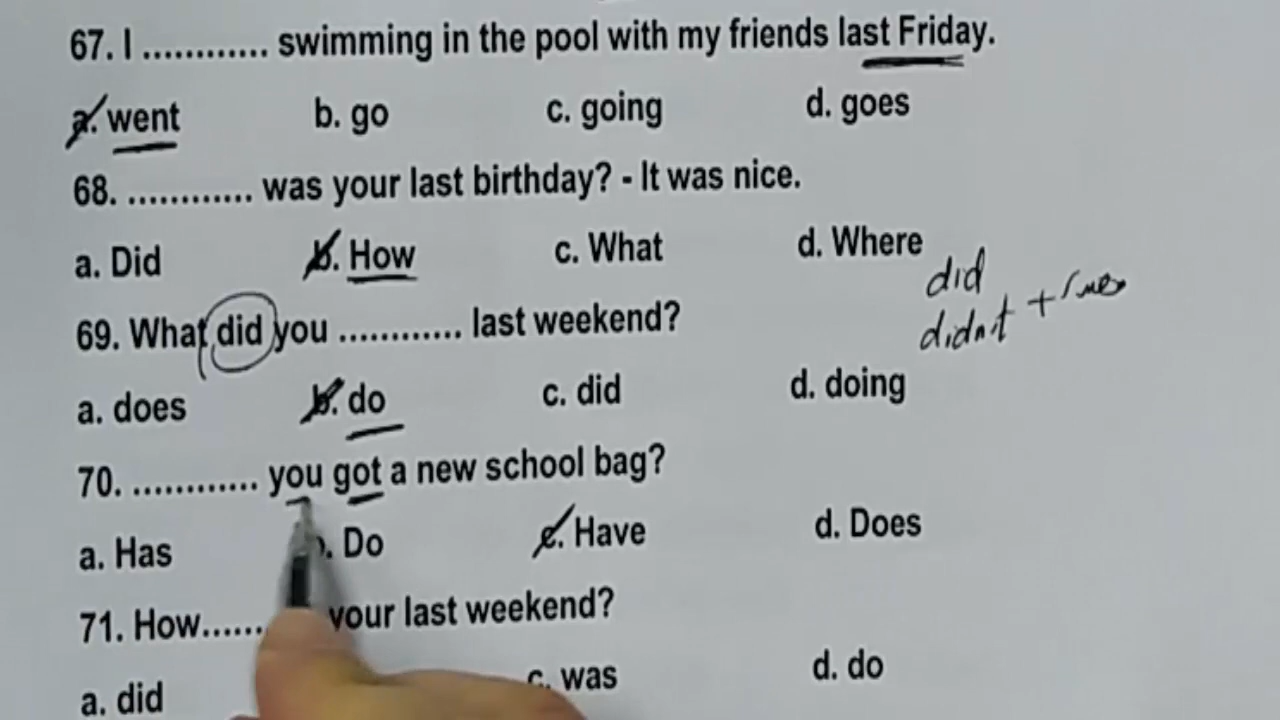 67. I ............ swimming in the pool with my friends last Friday.
a. went b. go c. going d. goes
68. ............ was your last birthday? - It was nice.
a. Did b. How c. What d. Where
did
69. What did you ............ last weekend?
didn't +
a. does b. do c. did d. doing
70. ............ you got a new school bag?
a. Has b. Do c. Have d. Does
71. How...... your last weekend?
a. did c. was d. do